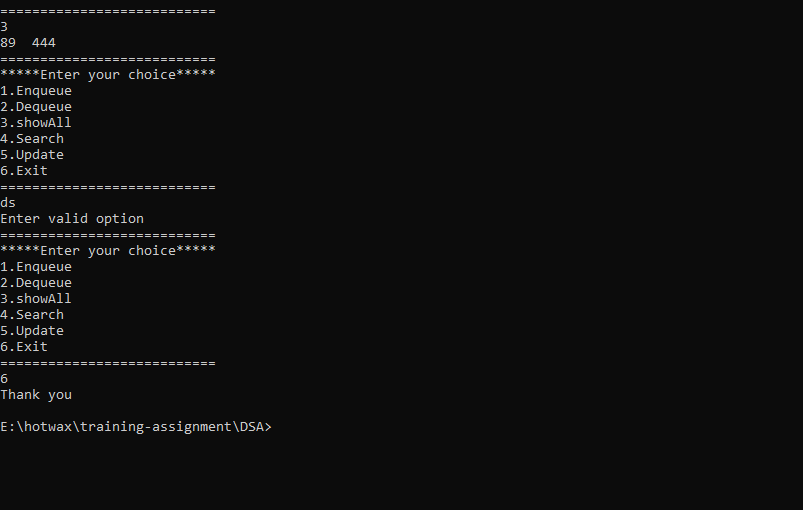 ===========================
3
89  444
===========================
*****Enter your choice*****
1.Enqueue
2.Dequeue
3.showAll
4.Search
5.Update
6.Exit
===========================
ds
Enter valid option
===========================
*****Enter your choice*****
1.Enqueue
2.Dequeue
3.showAll
4.Search
5.Update
6.Exit
===========================
6
Thank you
E:\hotwax\training-assignment\DSA>